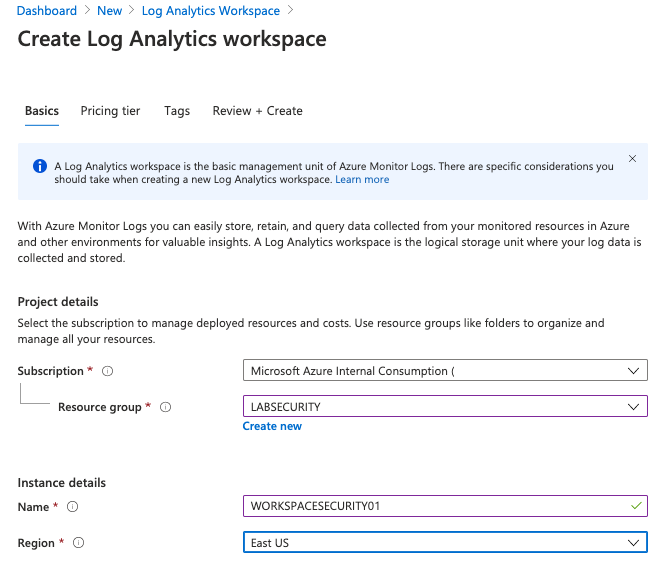 Dashboard > New > Log Analytics Workspace >
Create Log Analytics workspace
Basics Pricing tier Tags Review + Create
A Log Analytics workspace is the basic management unit of Azure Monitor Logs. There are specific considerations you
should take when creating a new Log Analytics workspace. Learn more
With Azure Monitor Logs you can easily store, retain, and query data collected from your monitored resources in Azure
and other environments for valuable insights. A Log Analytics workspace is the logical storage unit where your log data is
collected and stored.
Project details
Select the subscription to manage deployed resources and costs. Use resource groups like folders to organize and
manage all your resources.
Subscription * Microsoft Azure Internal Consumption (
Resource group * LABSECURITY
Create new
Instance details
Name * WORKSPACESECURITY01
Region * East US